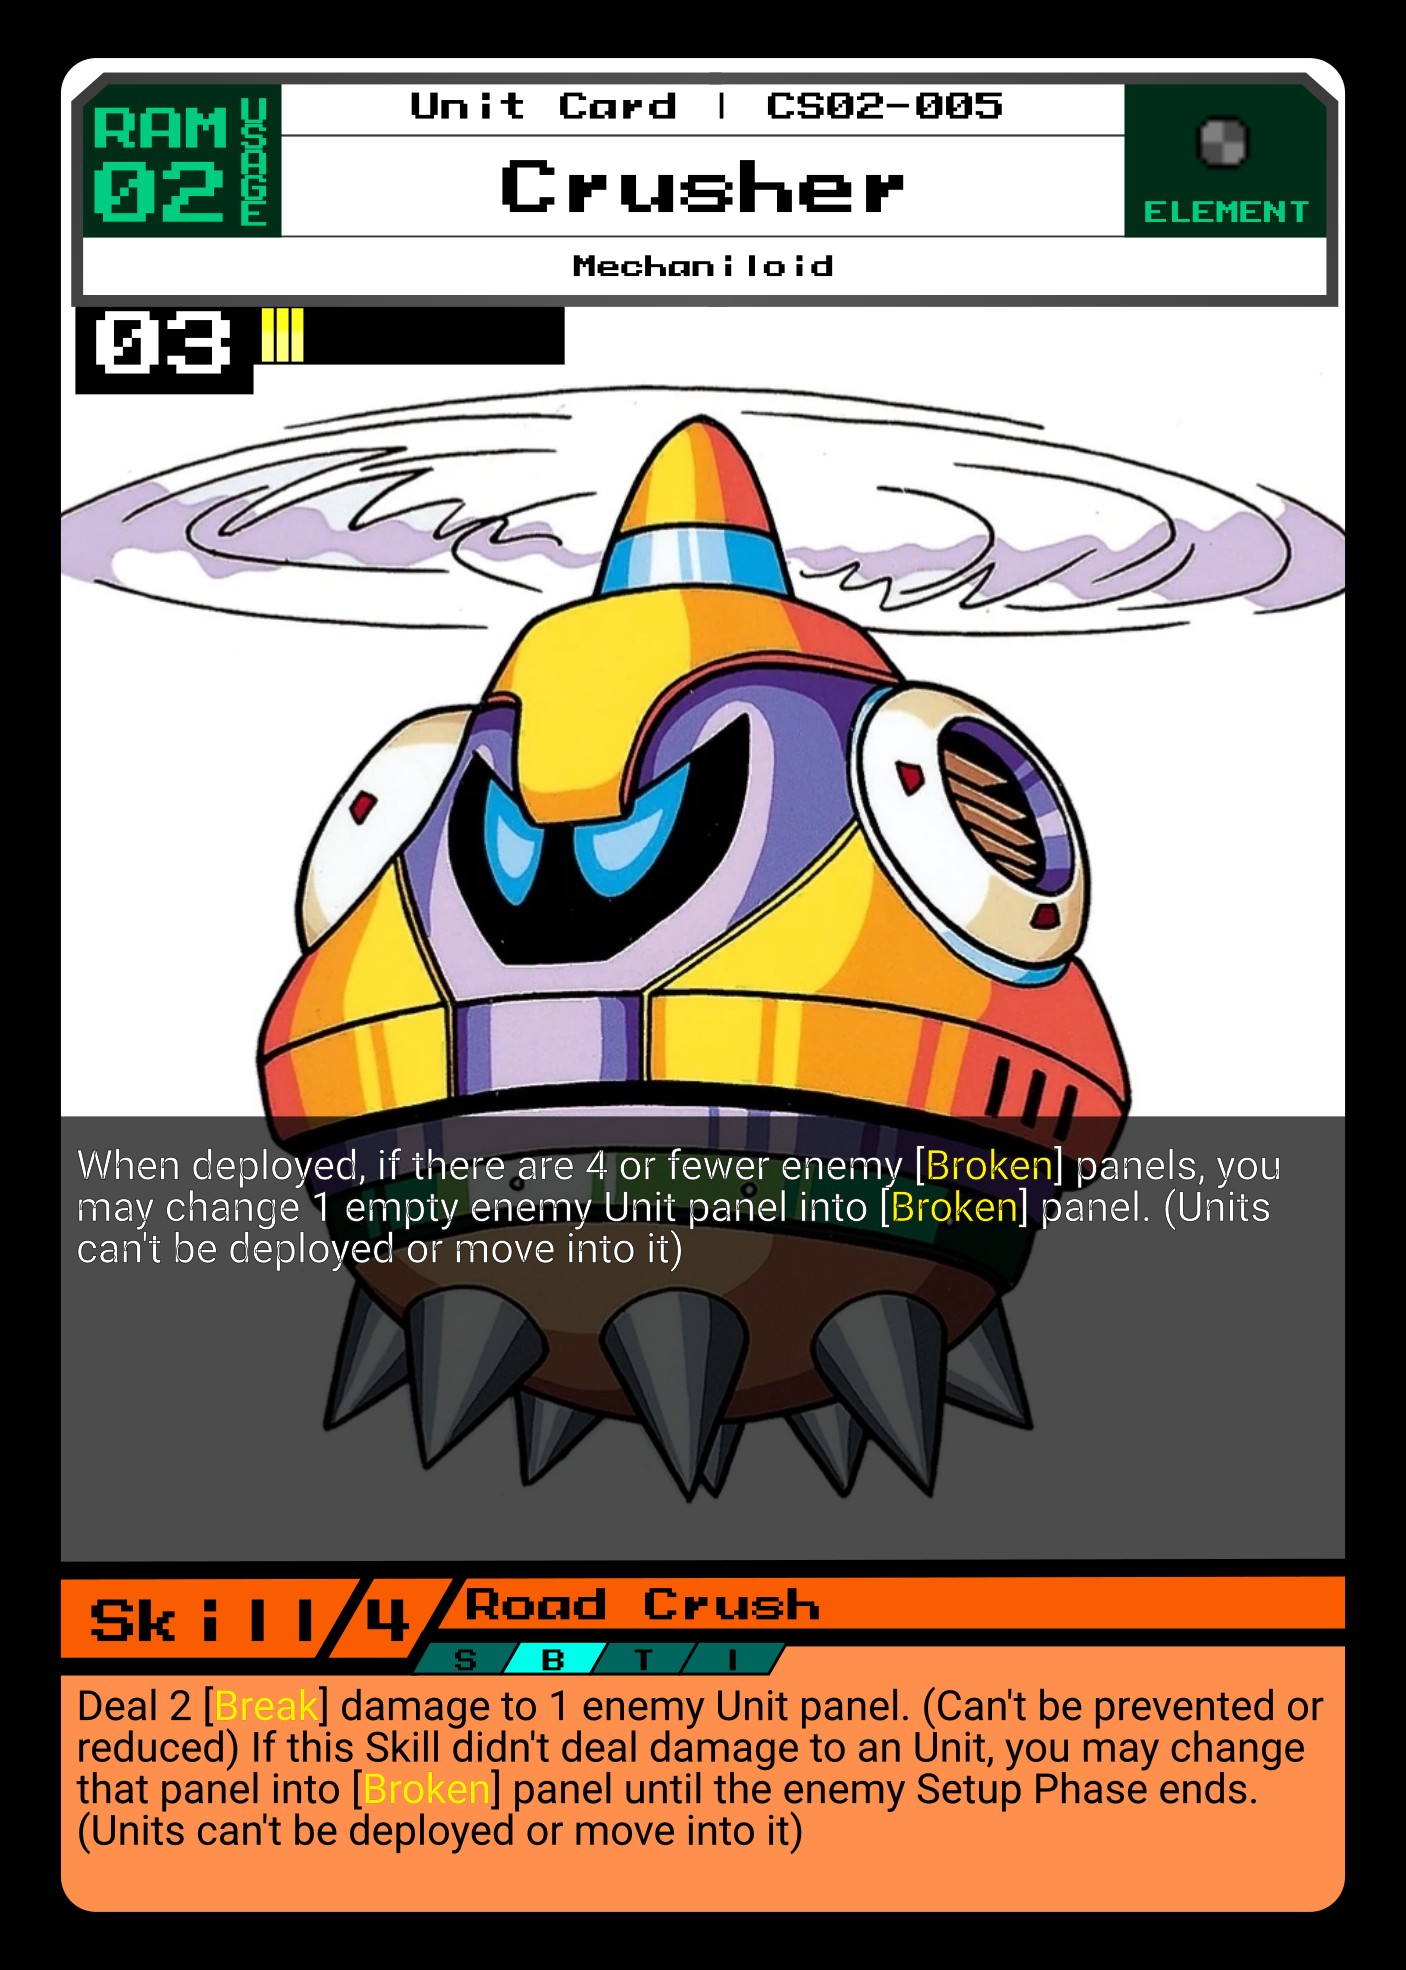 RAM
USAGE
02
Unit Card | CS02-005
Crusher
ELEMENT
Mechaniloid
03
When deployed, if there are 4 or fewer enemy [Broken] panels, you
may change 1 empty enemy Unit panel into [Broken] panel. (Units
can't be deployed or move into it)
Skill/4
Road Crush
S B T I
Deal 2 [Break] damage to 1 enemy Unit panel. (Can't be prevented or
reduced) If this Skill didn't deal damage to an Unit, you may change
that panel into [Broken] panel until the enemy Setup Phase ends.
(Units can't be deployed or move into it)